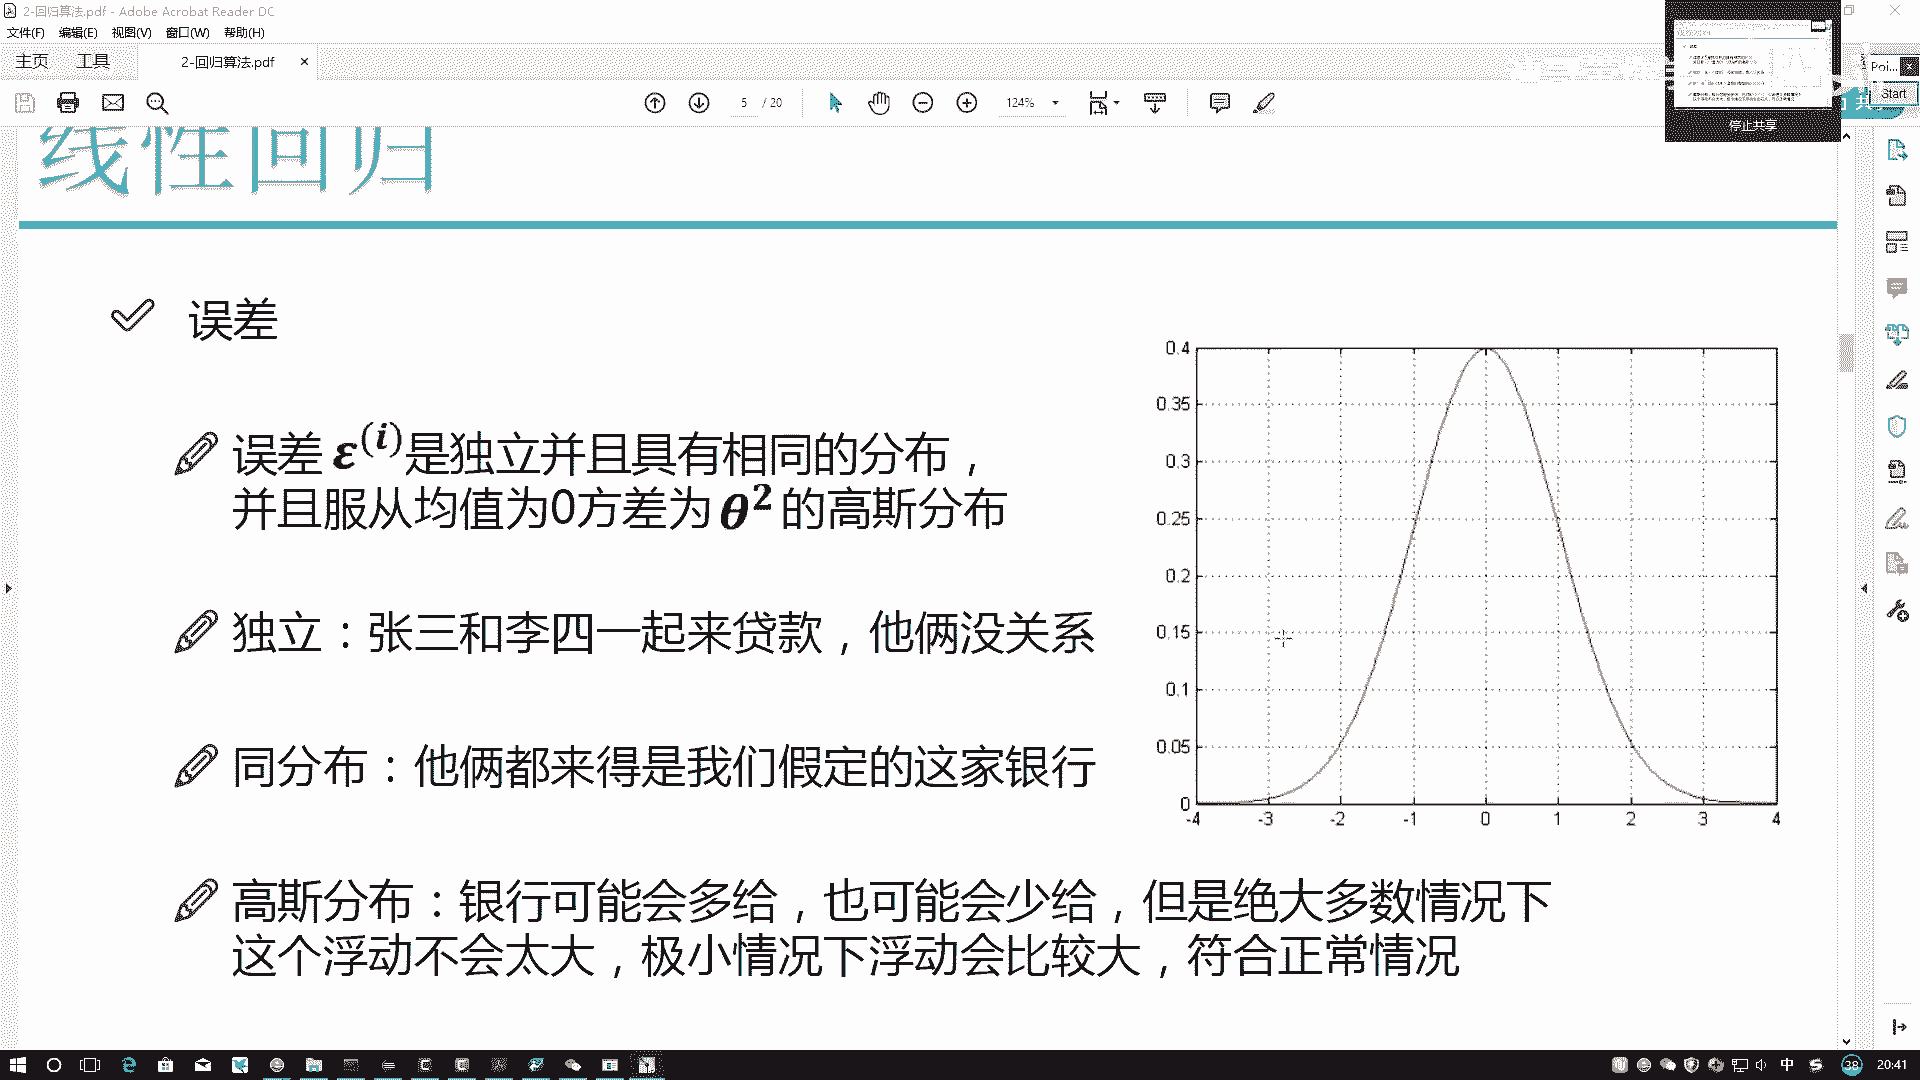 2-回归算法.pdf - Adobe Acrobat Reader DC
文件(F) 编辑(E) 视图(V) 窗口(W) 帮助(H)
主页 工具 2-回归算法.pdf ×
5 / 20 124%
Poi...
Start
停止共享
线性回归
误差
误差 ε(i)是独立并且具有相同的分布，
并且服从均值为0方差为 θ² 的高斯分布
独立：张三和李四一起来贷款，他俩没关系
同分布：他俩都来得是我们假定的这家银行
高斯分布：银行可能会多给，也可能会少给，但是绝大多数情况下
这个浮动不会太大，极小情况下浮动会比较大，符合正常情况
0.4
0.35
0.3
0.25
0.2
0.15
0.1
0.05
0
-4 -3 -2 -1 0 1 2 3 4
中 38 20:41